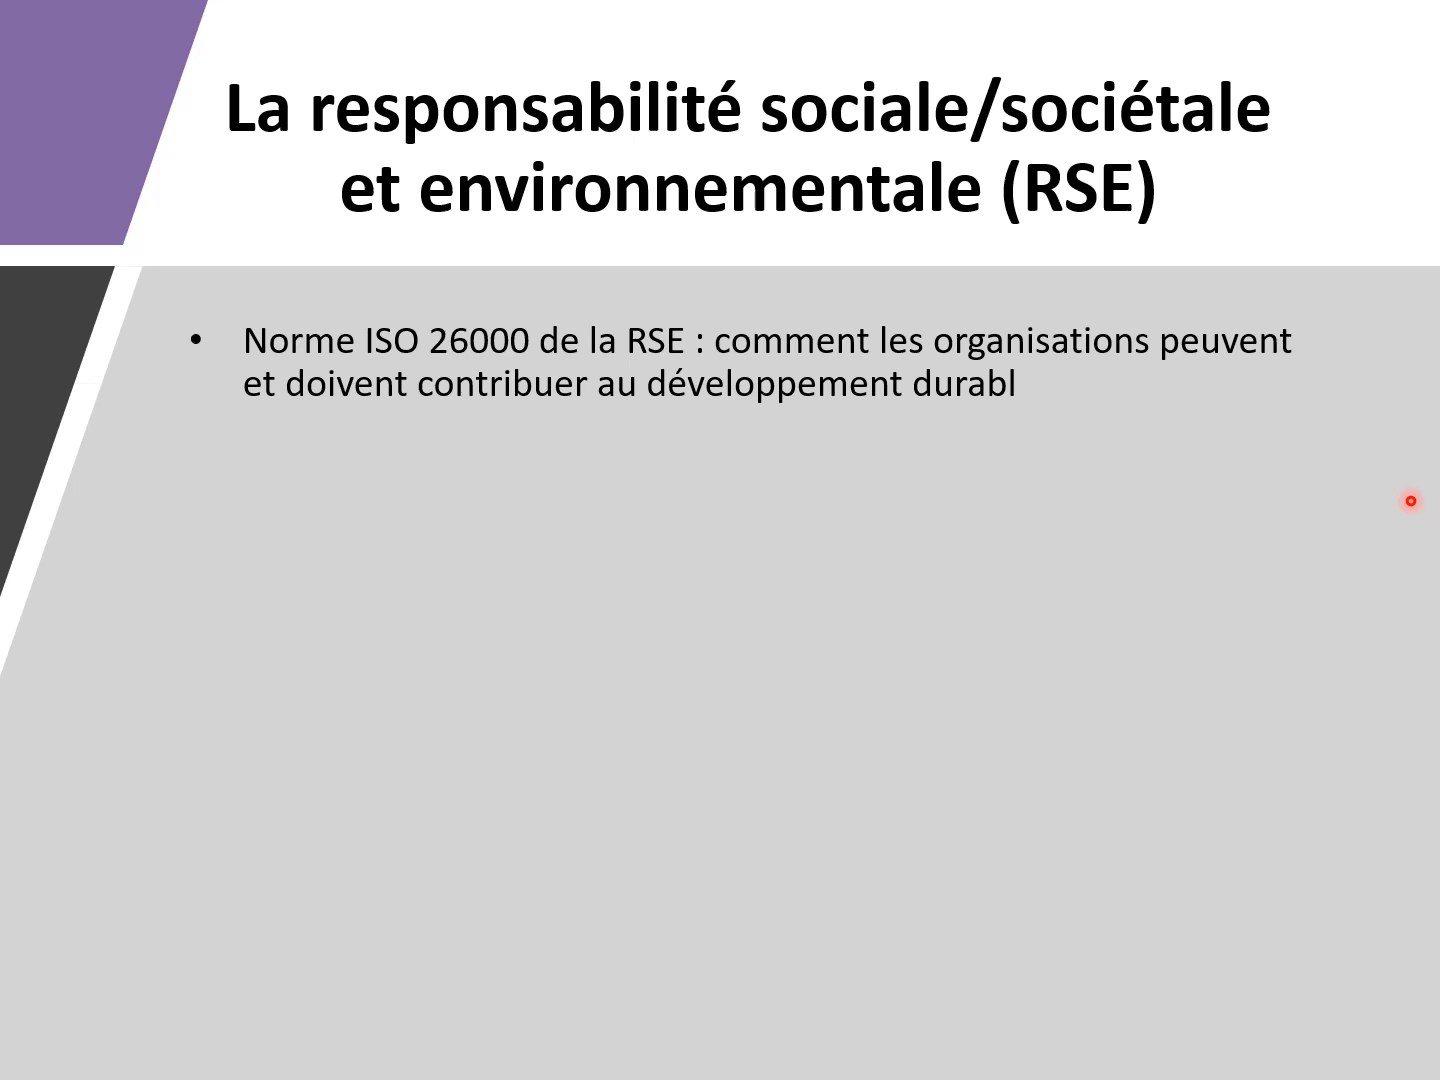 La responsabilité sociale/sociétale
et environnementale (RSE)
• Norme ISO 26000 de la RSE : comment les organisations peuvent
et doivent contribuer au développement durabl